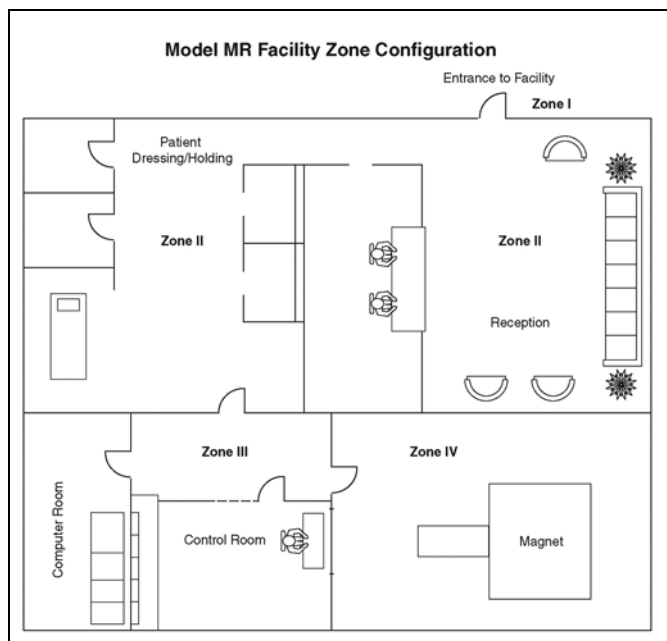 Model MR Facility Zone Configuration
Entrance to Facility
Zone I
Patient
Dressing/Holding
Zone II
Zone II
Reception
Zone III
Zone IV
Computer Room
Control Room
Magnet